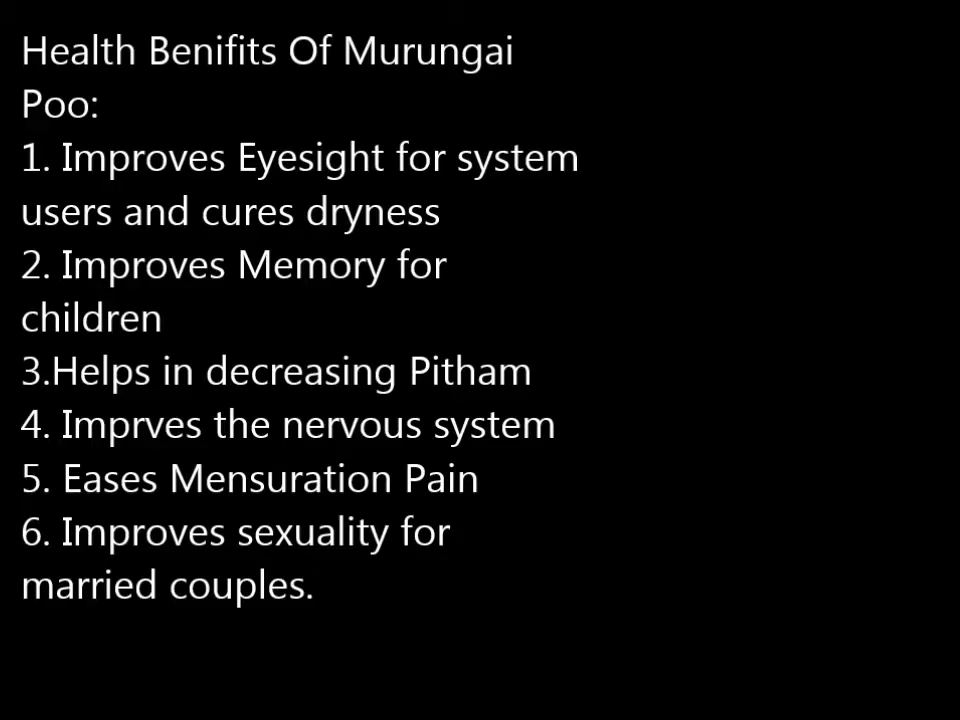 Health Benifits Of Murungai
Poo:
1. Improves Eyesight for system
users and cures dryness
2. Improves Memory for
children
3.Helps in decreasing Pitham
4. Imprves the nervous system
5. Eases Mensuration Pain
6. Improves sexuality for
married couples.